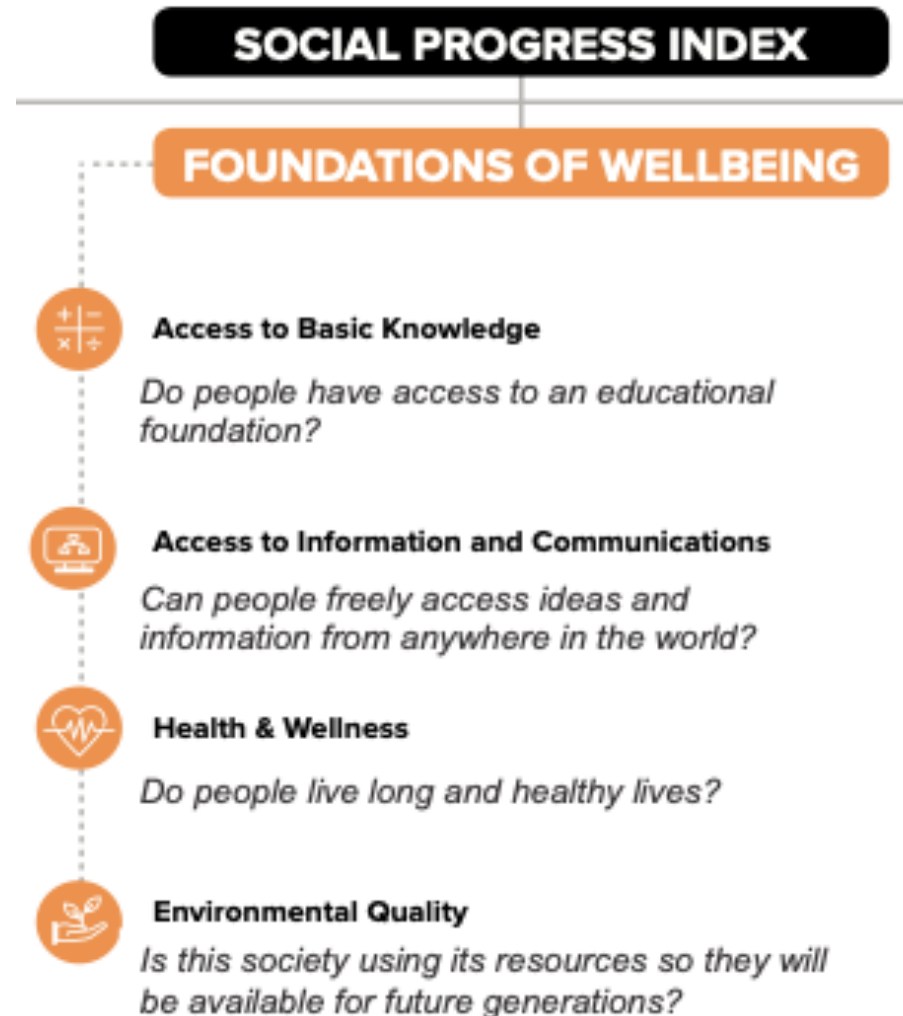 SOCIAL PROGRESS INDEX
FOUNDATIONS OF WELLBEING
Access to Basic Knowledge
Do people have access to an educational
foundation?
Access to Information and Communications
Can people freely access ideas and
information from anywhere in the world?
Health & Wellness
Do people live long and healthy lives?
Environmental Quality
Is this society using its resources so they will
be available for future generations?